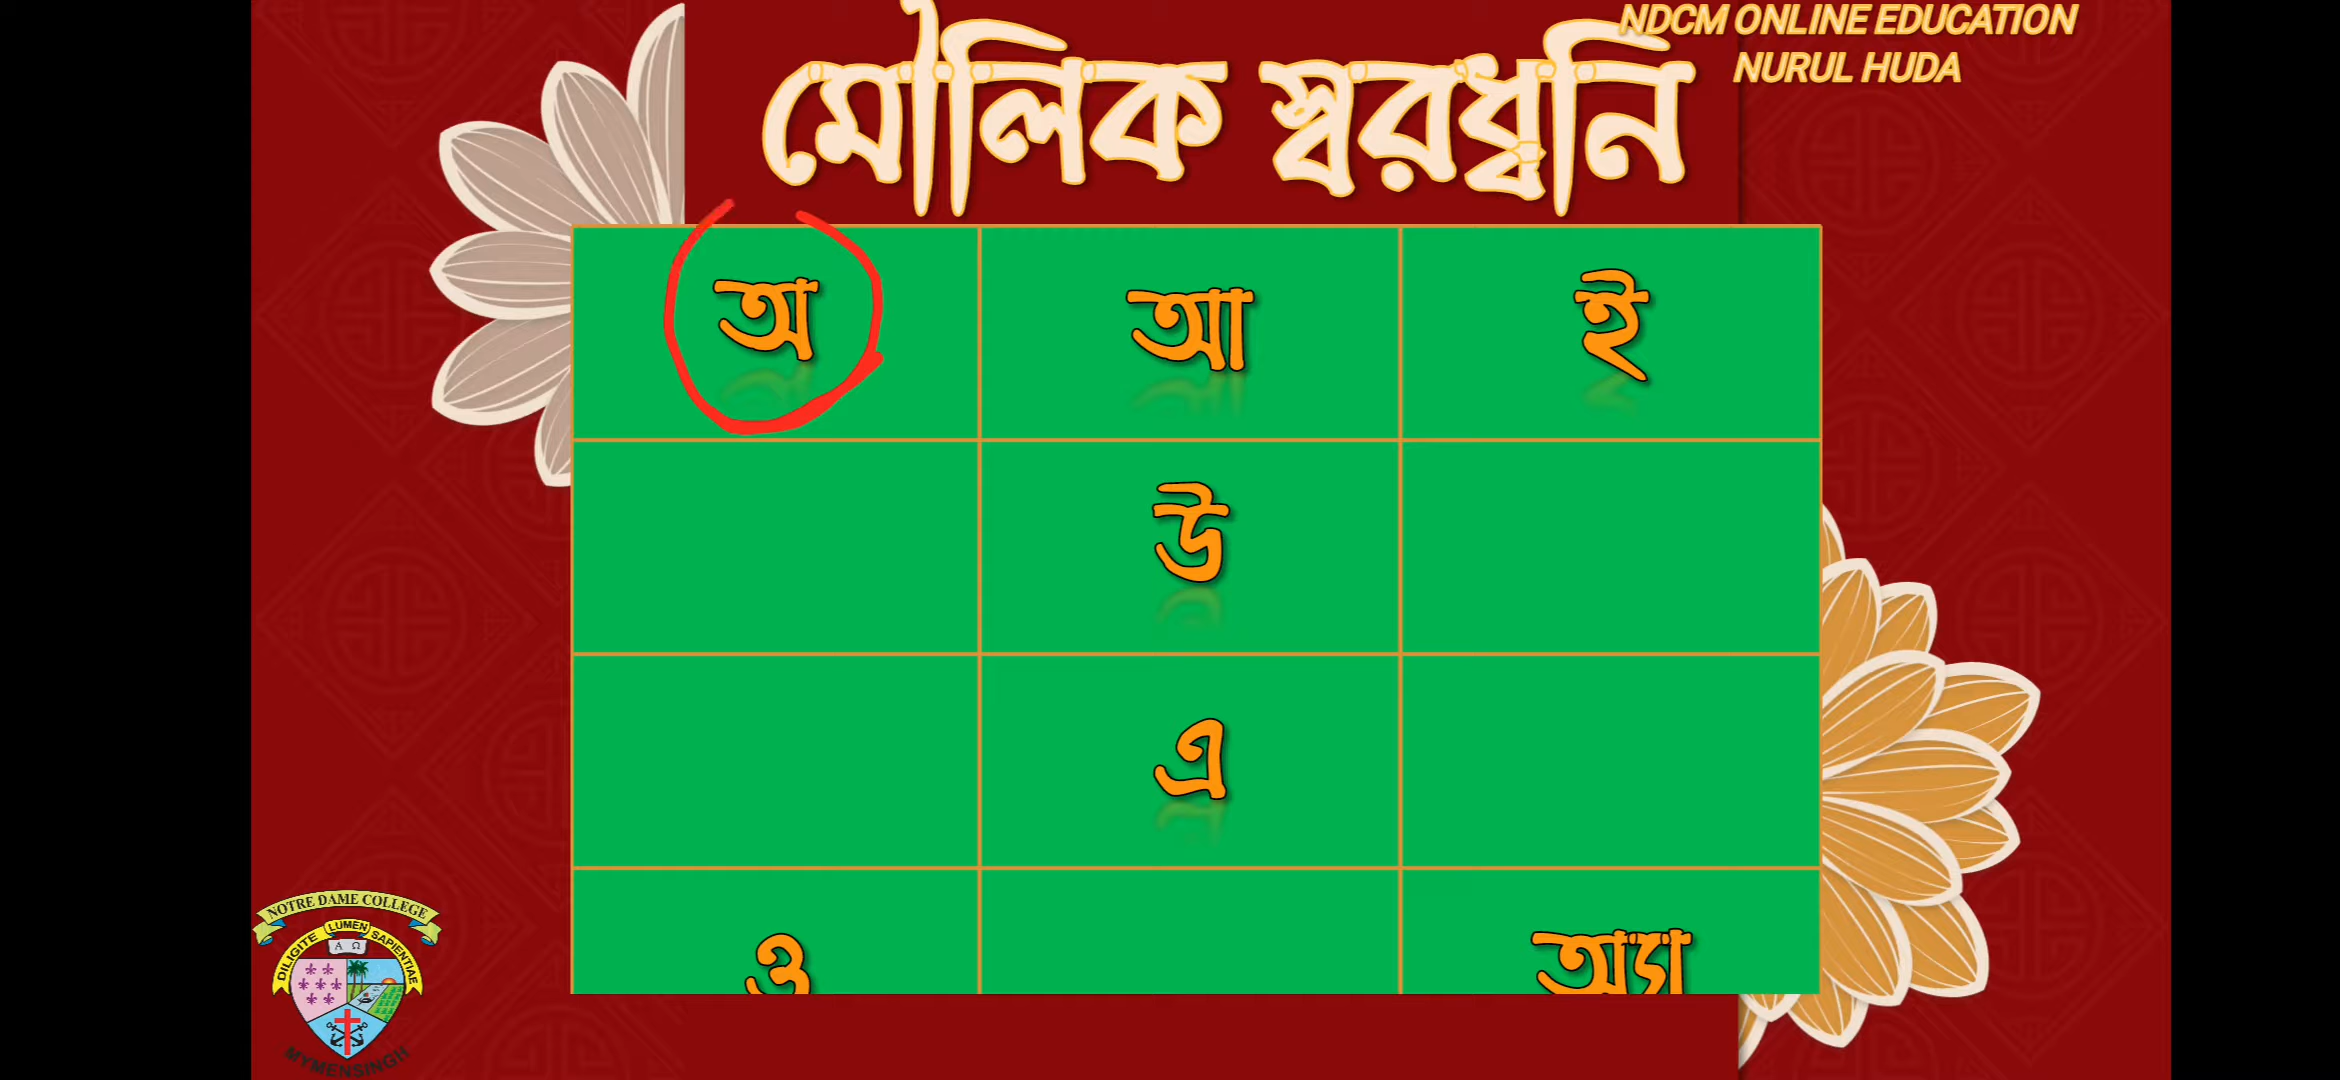 NDCM ONLINE EDUCATION
NURUL HUDA
মৌলিক স্বরধ্বনি
অ আ ই
উ
এ
ও অ্যা
NOTRE DAME COLLEGE
DILIGITE LUMEN SAPIENTIAE
Α Ω
MYMENSINGH